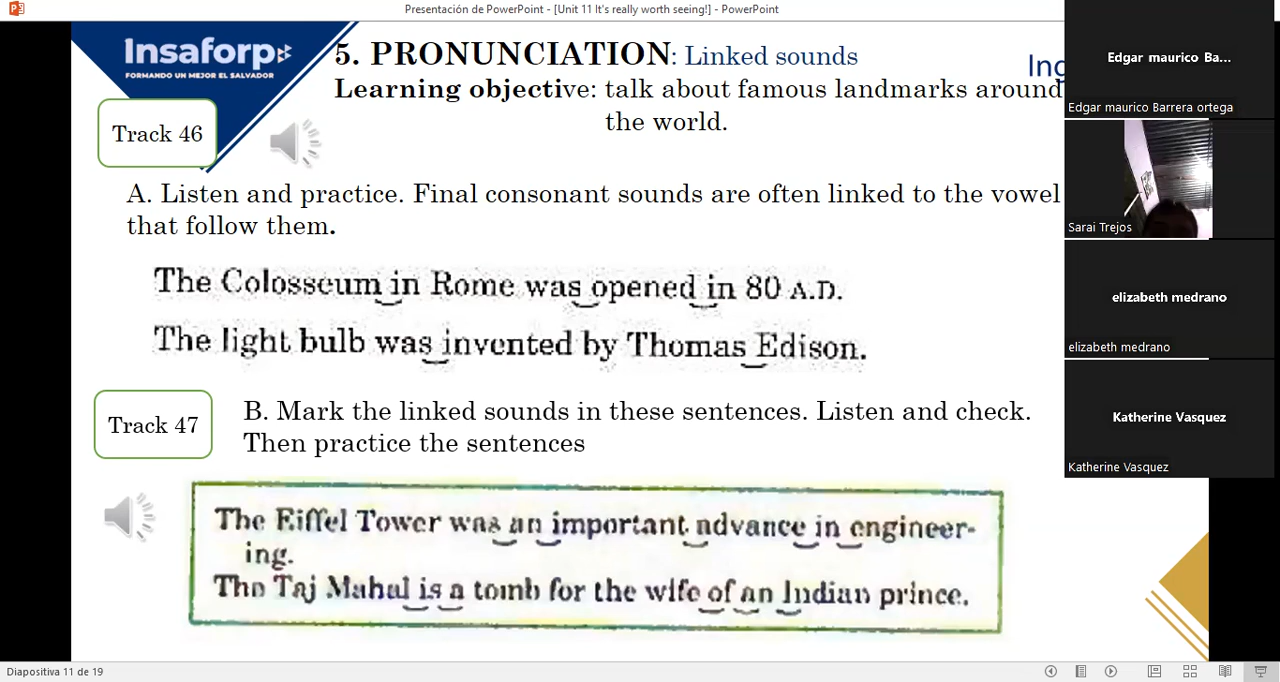 Presentación de PowerPoint - [Unit 11 It's really worth seeing!] - PowerPoint
Insaforp
FORMANDO UN MEJOR EL SALVADOR
5. PRONUNCIATION: Linked sounds
Ing
Learning objective: talk about famous landmarks around
the world.
Track 46
A. Listen and practice. Final consonant sounds are often linked to the vowel
that follow them.
The Colosseum in Rome was opened in 80 A.D.
The light bulb was invented by Thomas Edison.
Track 47
B. Mark the linked sounds in these sentences. Listen and check.
Then practice the sentences
The Eiffel Tower was an important advance in engineer-
ing.
The Taj Mahal is a tomb for the wife of an Indian prince.
Edgar maurico Ba...
Edgar maurico Barrera ortega
Sarai Trejos
elizabeth medrano
elizabeth medrano
Katherine Vasquez
Katherine Vasquez
Diapositiva 11 de 19